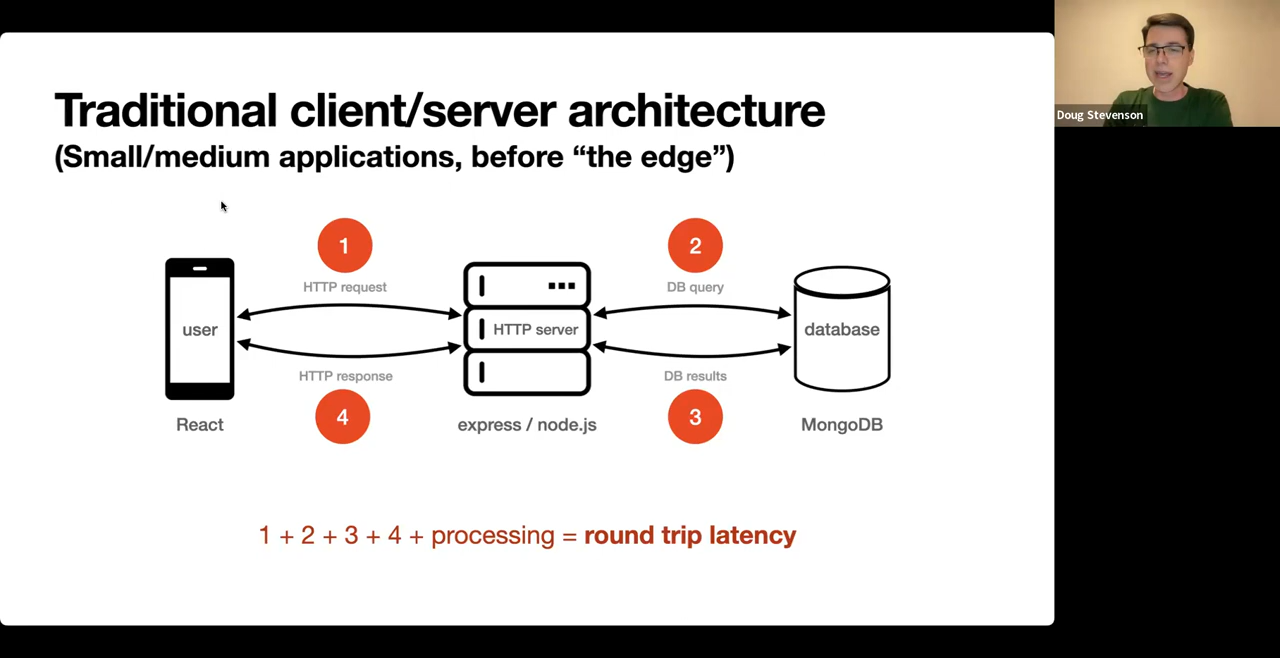 Traditional client/server architecture
(Small/medium applications, before “the edge”)
Doug Stevenson
1
2
HTTP request
DB query
user
HTTP server
database
HTTP response
DB results
4
3
React
express / node.js
MongoDB
1 + 2 + 3 + 4 + processing = round trip latency